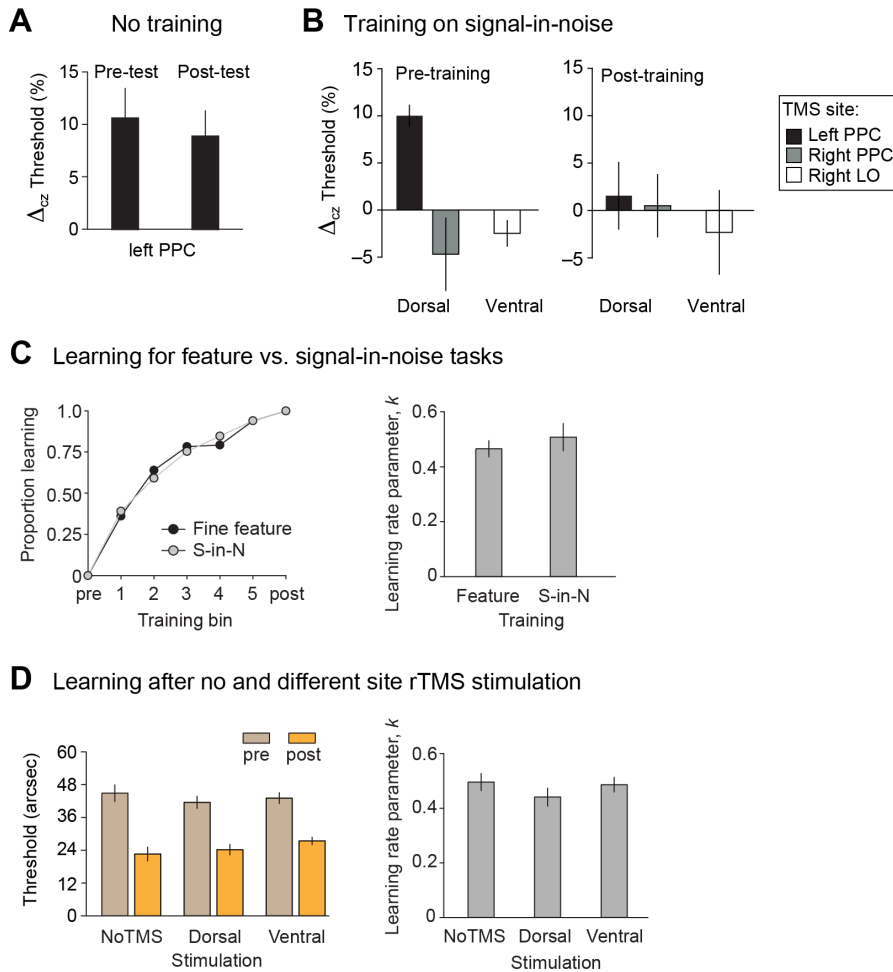 A
No training
Pre-test
Post-test
Δcz Threshold (%)
15
10
5
0
left PPC
B
Training on signal-in-noise
Pre-training
Δcz Threshold (%)
15
10
5
0
–5
Dorsal
Ventral
Post-training
15
10
5
0
–5
Dorsal
Ventral
TMS site:
Left PPC
Right PPC
Right LO
C
Learning for feature vs. signal-in-noise tasks
Proportion learning
1.0
0.75
0.50
0.25
0
Fine feature
S-in-N
pre
1
2
3
4
5
post
Training bin
Learning rate parameter, k
0.6
0.4
0.2
0
Feature
S-in-N
Training
D
Learning after no and different site rTMS stimulation
pre
post
Threshold (arcsec)
60
48
36
24
12
0
NoTMS
Dorsal
Ventral
Stimulation
Learning rate parameter, k
0.6
0.4
0.2
0
NoTMS
Dorsal
Ventral
Stimulation